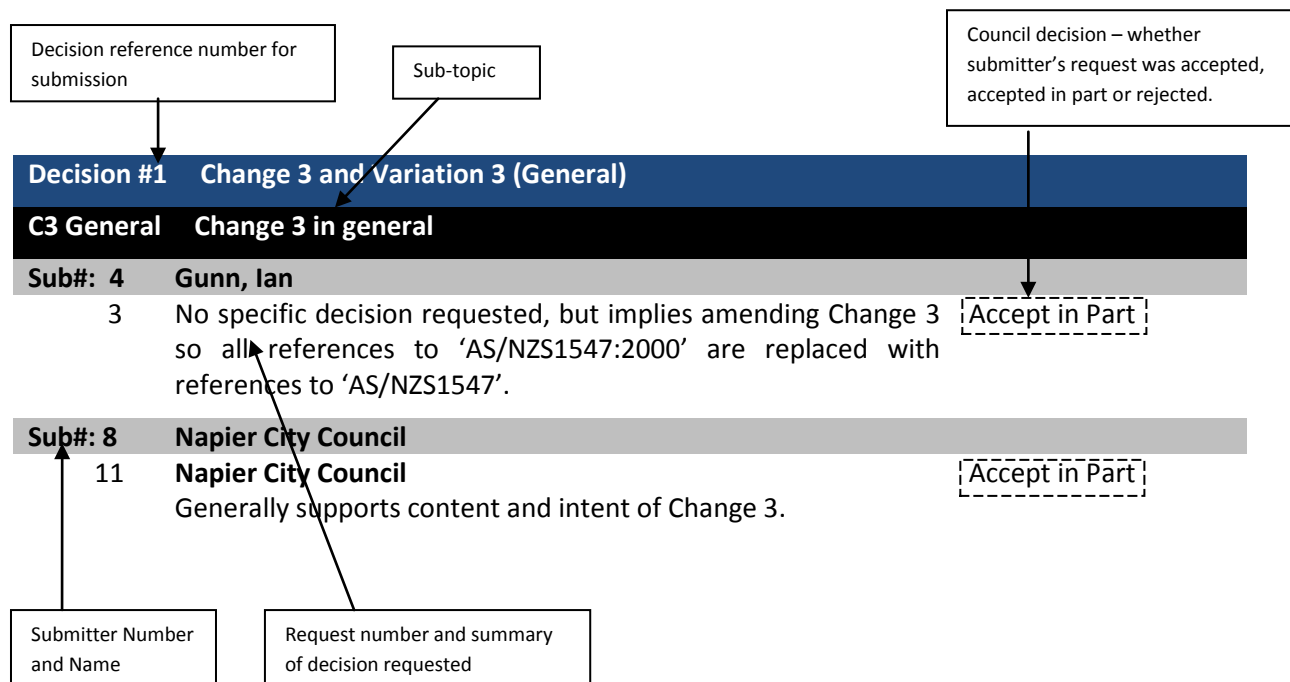 Decision reference number for
submission
Sub-topic
Council decision – whether
submitter's request was accepted,
accepted in part or rejected.
Decision #1 Change 3 and Variation 3 (General)
C3 General Change 3 in general
Sub#: 4 Gunn, Ian
3 No specific decision requested, but implies amending Change 3 Accept in Part
so all references to 'AS/NZS1547:2000' are replaced with
references to 'AS/NZS1547'.
Sub#: 8 Napier City Council
11 Napier City Council Accept in Part
Generally supports content and intent of Change 3.
Submitter Number
and Name
Request number and summary
of decision requested